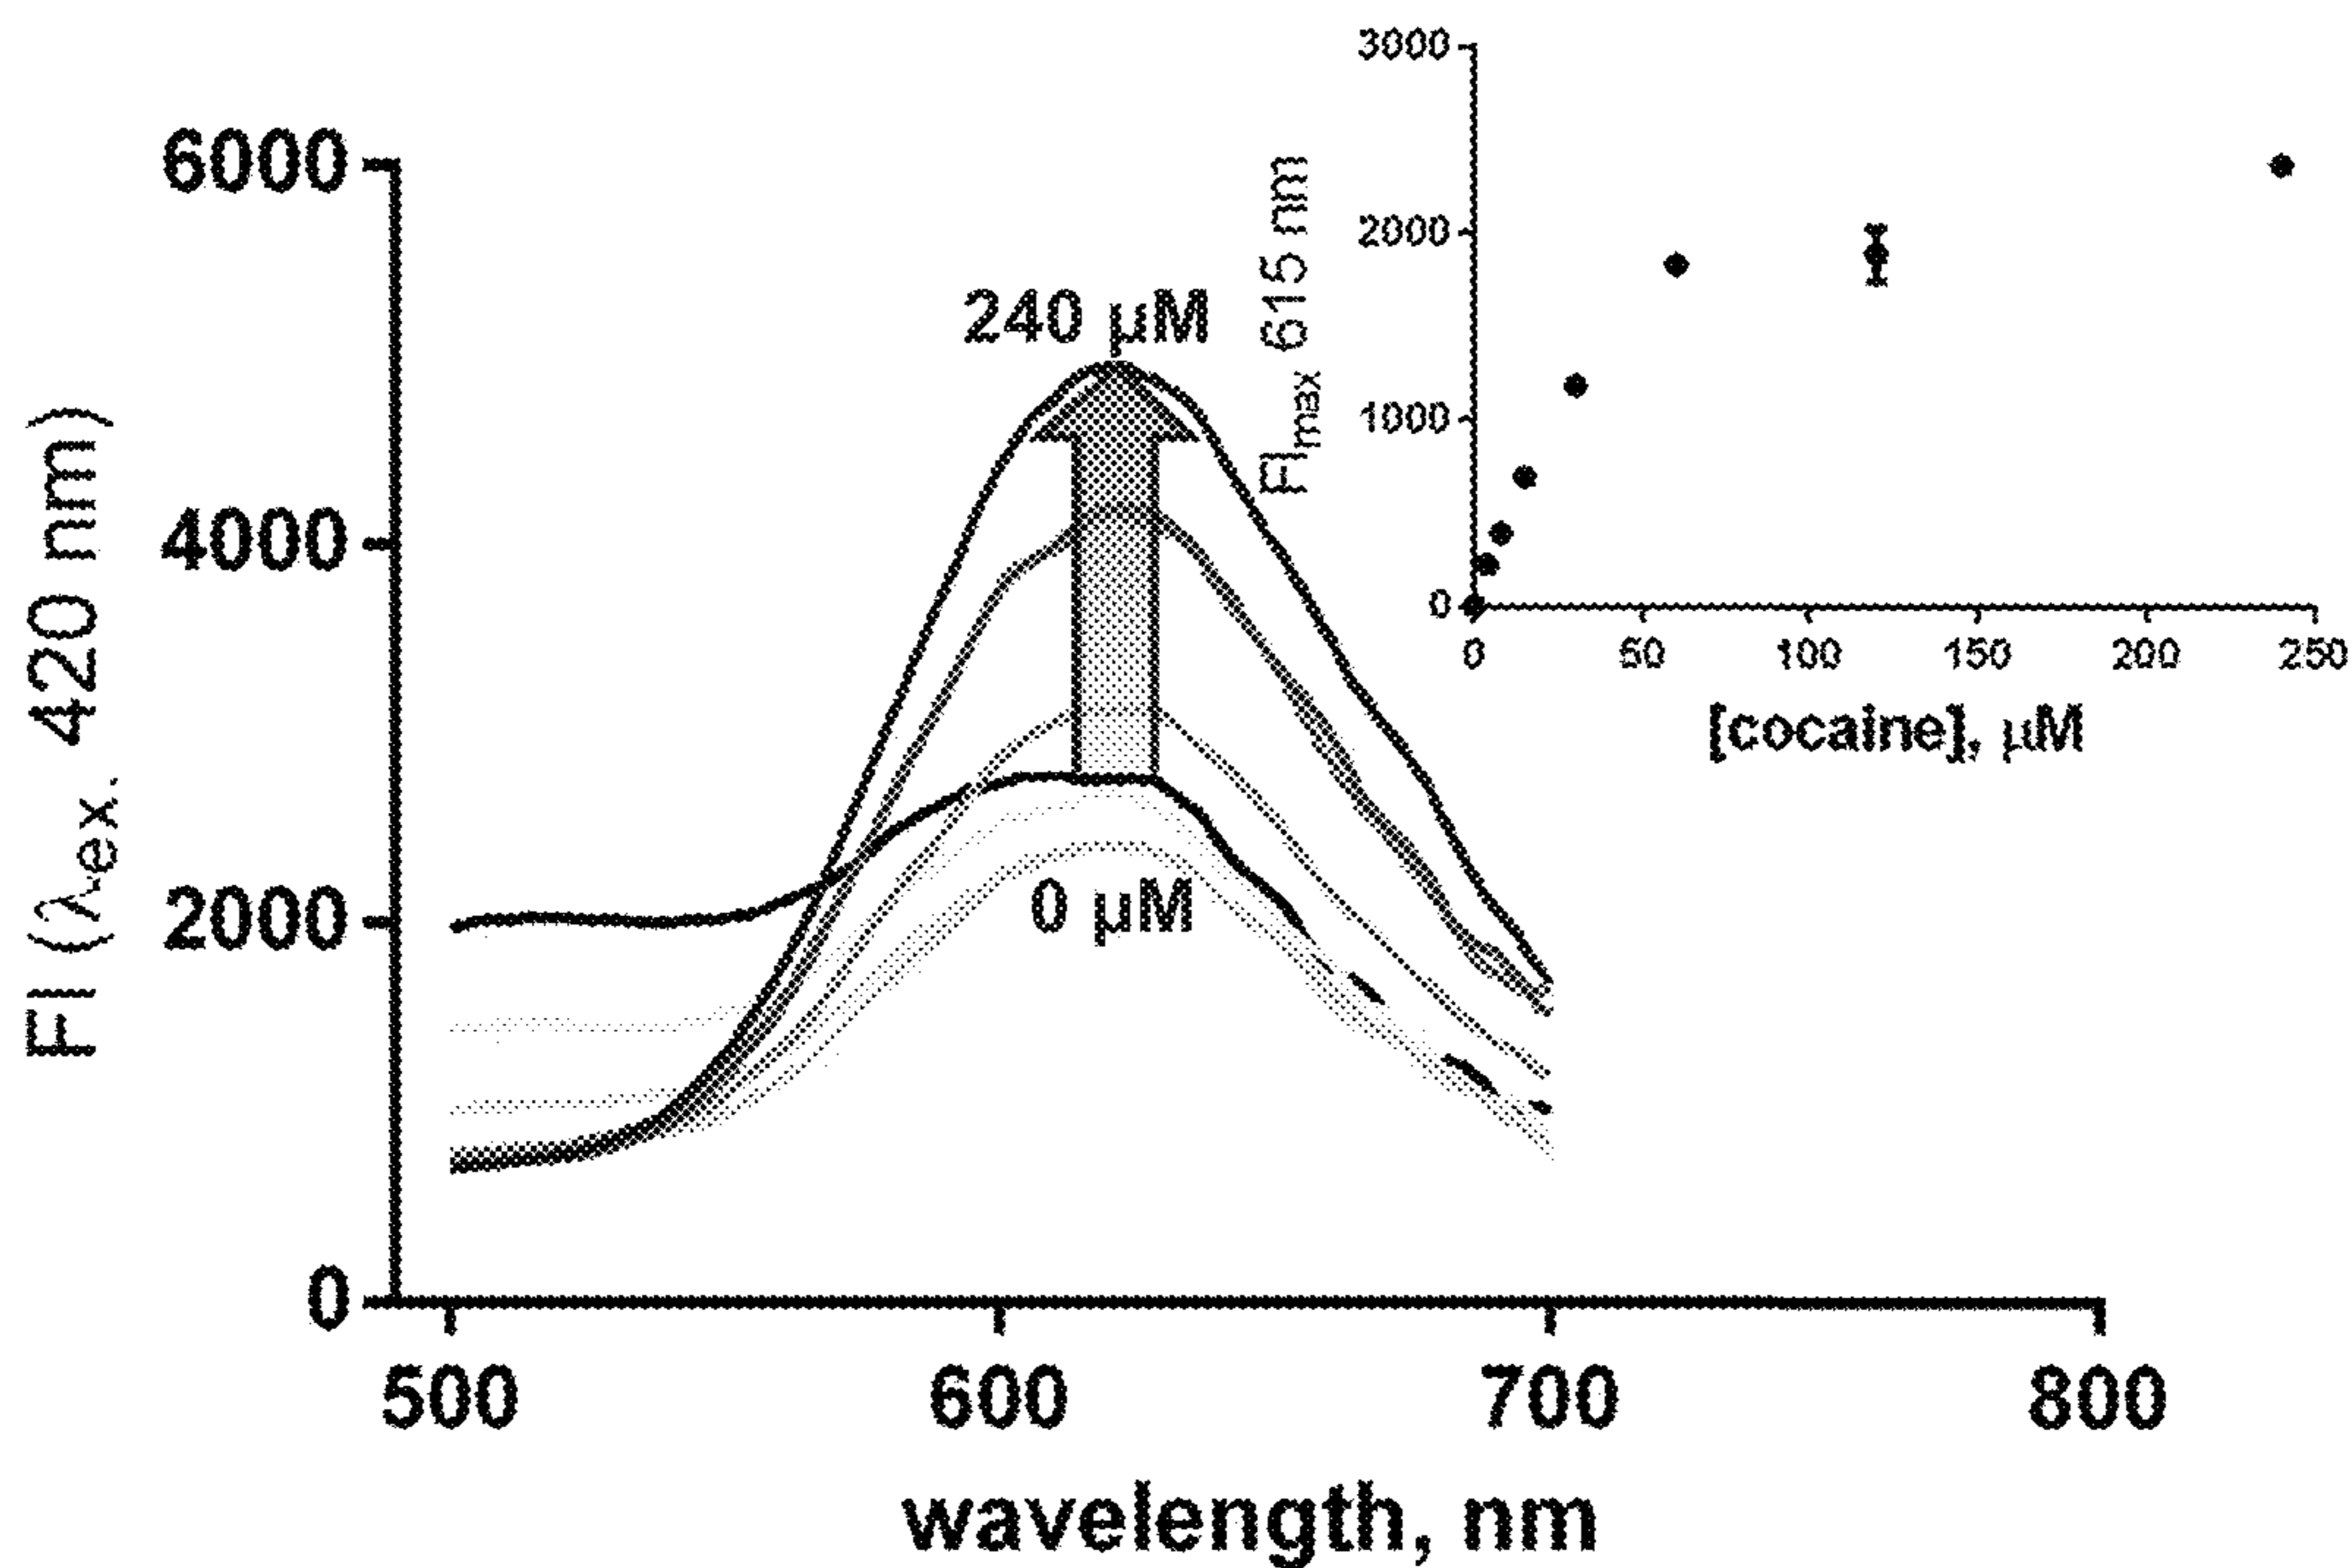 FI (λex. 420 nm)
6000
4000
2000
0
240 µM
0 µM
500 600 700 800
wavelength, nm
FImax 615 nm
3000
2000
1000
0
0 50 100 150 200 250
[cocaine], µM